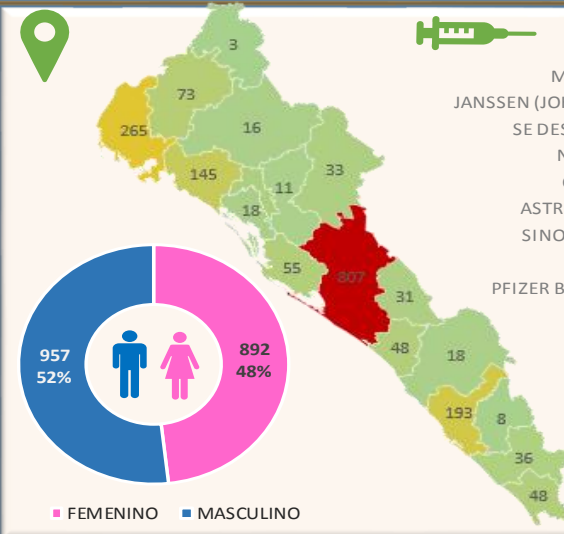 3
73
265
16
33
145
11
18
807
55
31
48
18
193
8
36
48
M
JANSSEN (JO
SE DES
N
ASTR
SINO
PFIZER B
957
52%
892
48%
FEMENINO
MASCULINO